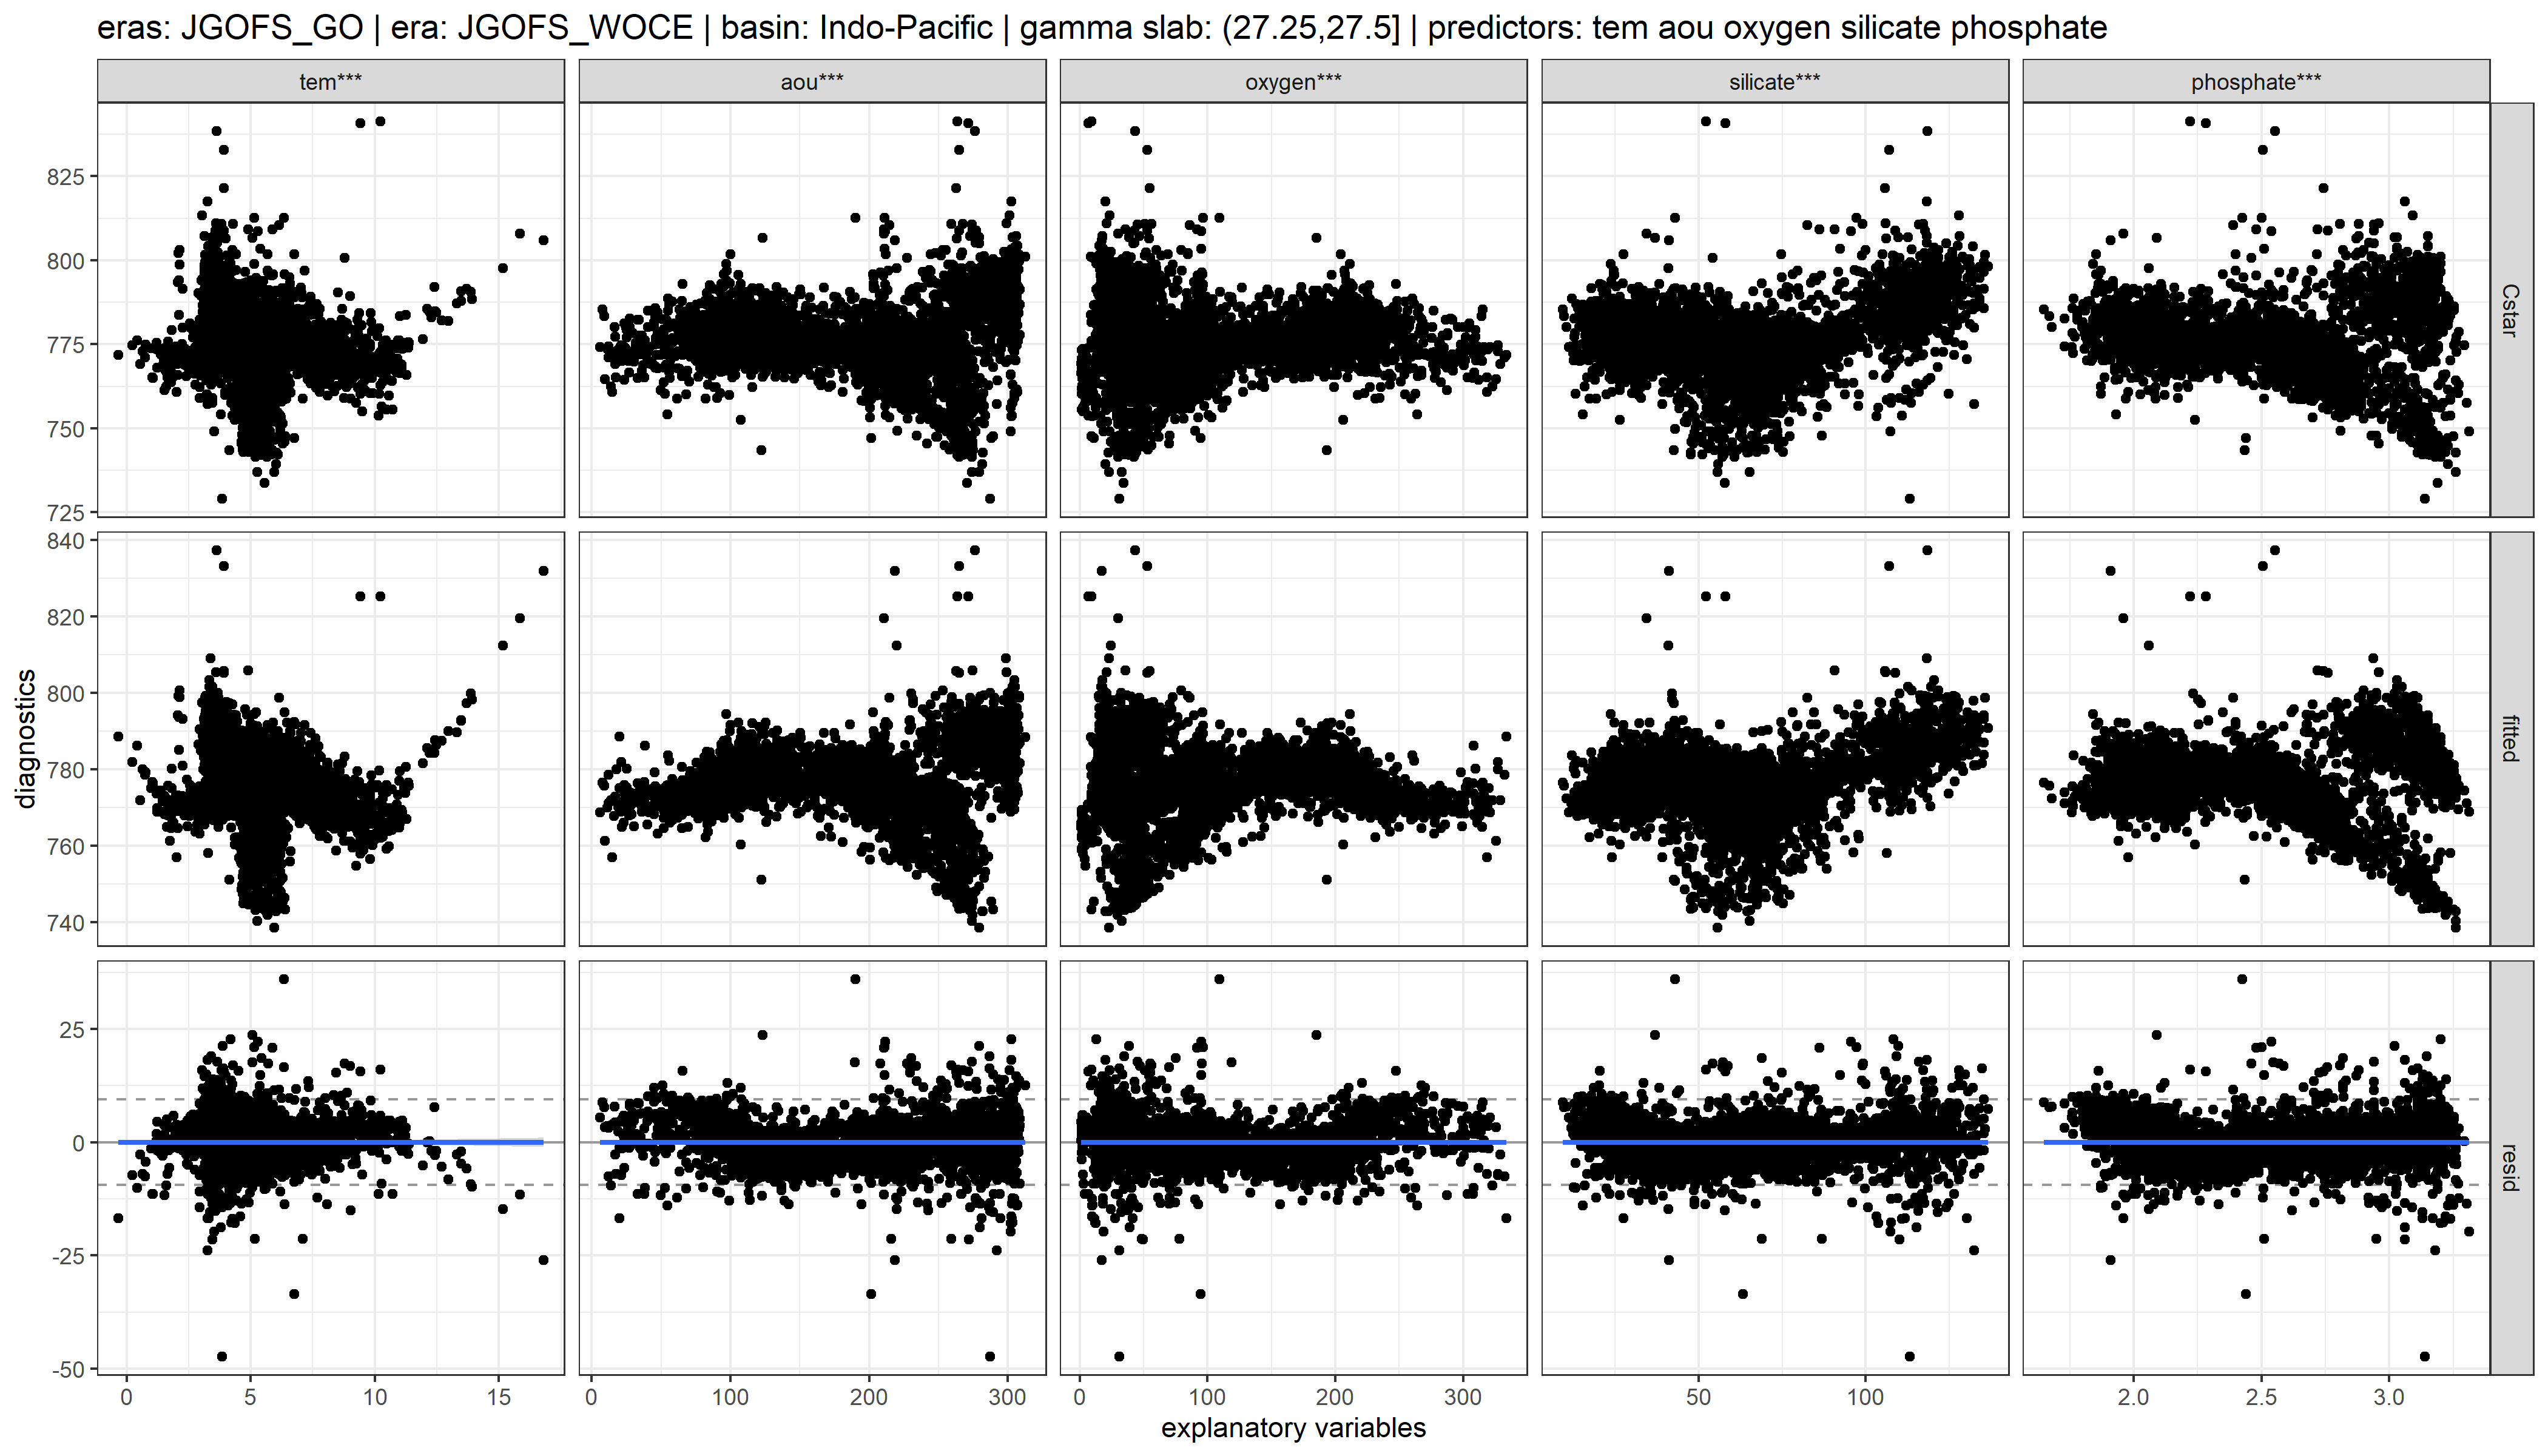 eras: JGOFS_GO | era: JGOFS_WOCE | basin: Indo-Pacific | gamma slab: (27.25,27.5] | predictors: tem aou oxygen silicate phosphate
tem*** aou*** oxygen*** silicate*** phosphate***
825
800
775
750
725
Cstar
840
820
800
780
760
740
fitted
diagnostics
25
0
-25
-50
resid
0 5 10 15 0 100 200 300 0 100 200 300 50 100 2.0 2.5 3.0
explanatory variables